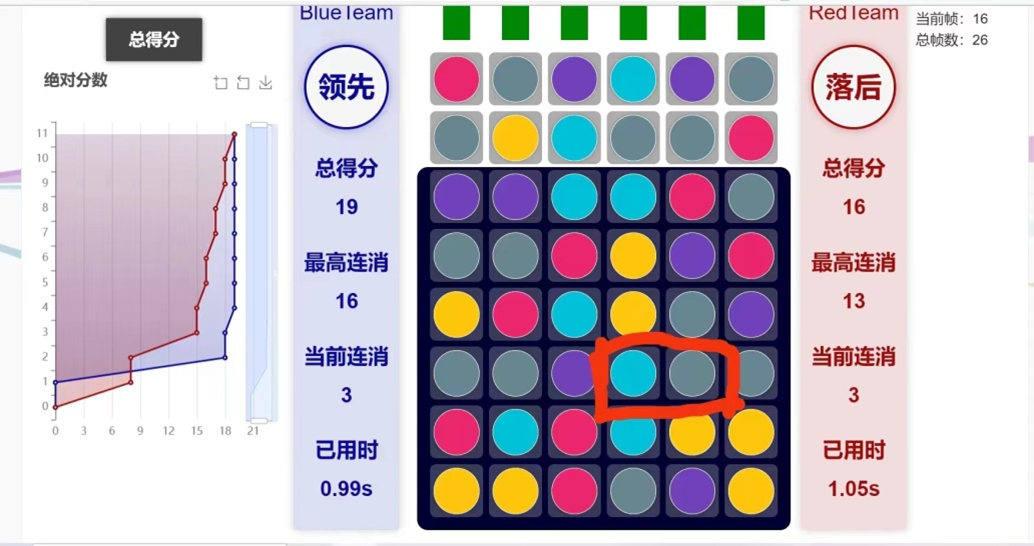 总得分
绝对分数
11
10
9
8
7
6
5
4
3
2
1
0
0 3 6 9 12 15 18 21
BlueTeam
领先
总得分
19
最高连消
16
当前连消
3
已用时
0.99s
RedTeam
落后
总得分
16
最高连消
13
当前连消
3
已用时
1.05s
当前帧：16
总帧数：26